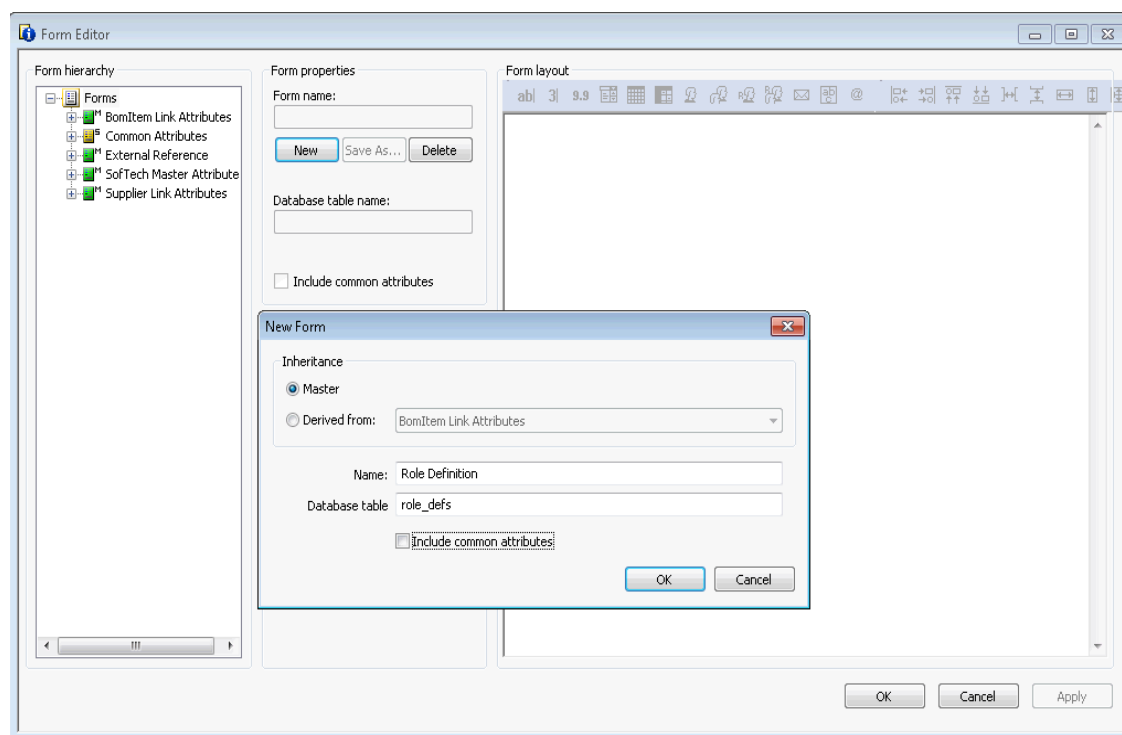 Form Editor
Form hierarchy
Forms
M BomItem Link Attributes
S Common Attributes
M External Reference
M SofTech Master Attribute
M Supplier Link Attributes
Form properties
Form name:
New Save As... Delete
Database table name:
Include common attributes
Form layout
ab| 3| 9.9 @
New Form
Inheritance
Master
Derived from: BomItem Link Attributes
Name: Role Definition
Database table role_defs
Include common attributes
OK Cancel
OK Cancel Apply